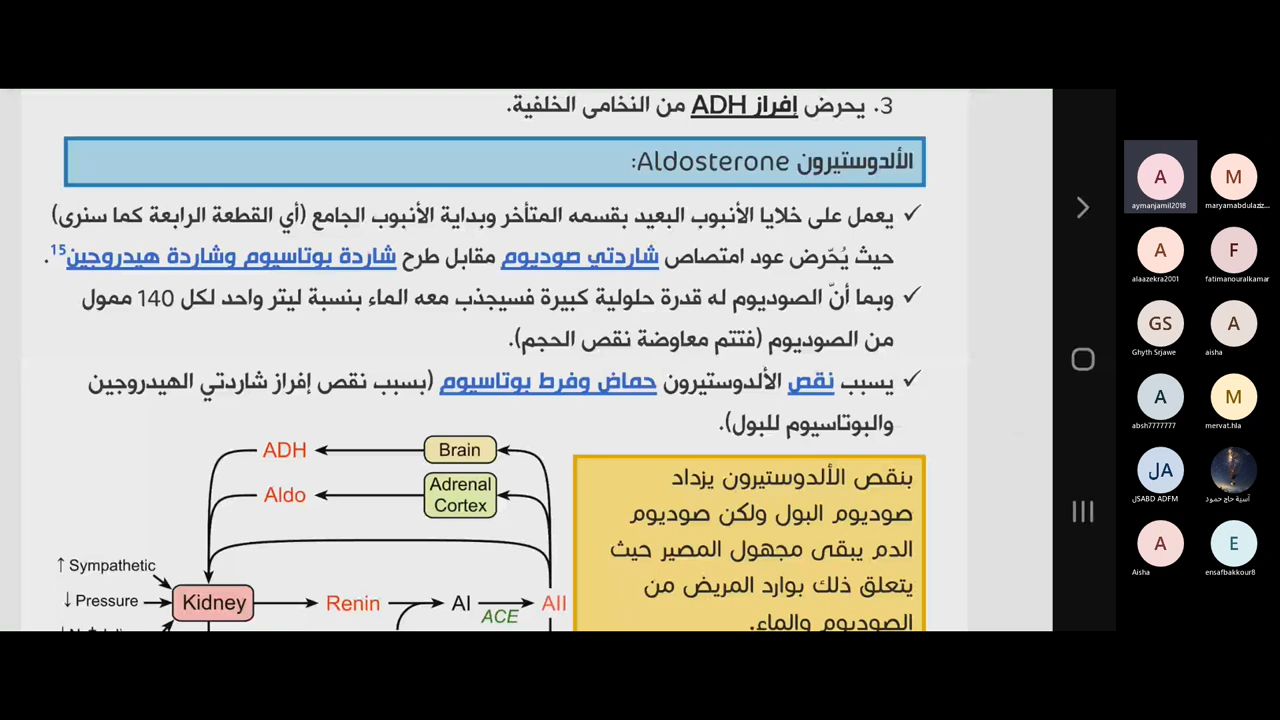 3. يحرض إفراز ADH من النخامى الخلفية.
الألدوستيرون Aldosterone:
✓ يعمل على خلايا الأنبوب البعيد بقسمه المتأخر وبداية الأنبوب الجامع (أي القطعة الرابعة كما سنرى)
حيث يُحّرض عود امتصاص شاردتي صوديوم مقابل طرح شاردة بوتاسيوم وشاردة هيدروجين15.
✓ وبما أنّ الصوديوم له قدرة حلولية كبيرة فسيجذب معه الماء بنسبة ليتر واحد لكل 140 ممول
من الصوديوم (فتتم معاوضة نقص الحجم).
✓ يسبب نقص الألدوستيرون حماض وفرط بوتاسيوم (بسبب نقص إفراز شاردتي الهيدروجين
والبوتاسيوم للبول).
بنقص الألدوستيرون يزداد
صوديوم البول ولكن صوديوم
الدم يبقى مجهول المصير حيث
يتعلق ذلك بوارد المريض من
الصوديوم والماء.
ADH
Brain
Aldo
Adrenal
Cortex
↑ Sympathetic
↓ Pressure
Kidney
Renin
AI
ACE
AII
A
aymanjamil2018
M
maryamabdulaziz...
A
alaazekra2001
F
fatimanouralkamar
GS
Ghyth Srjawe
A
aisha
A
absh7777777
M
mervat.hla
JA
JSABD ADFM
آسية حاج حمود
A
Aisha
E
ensafbakkour8